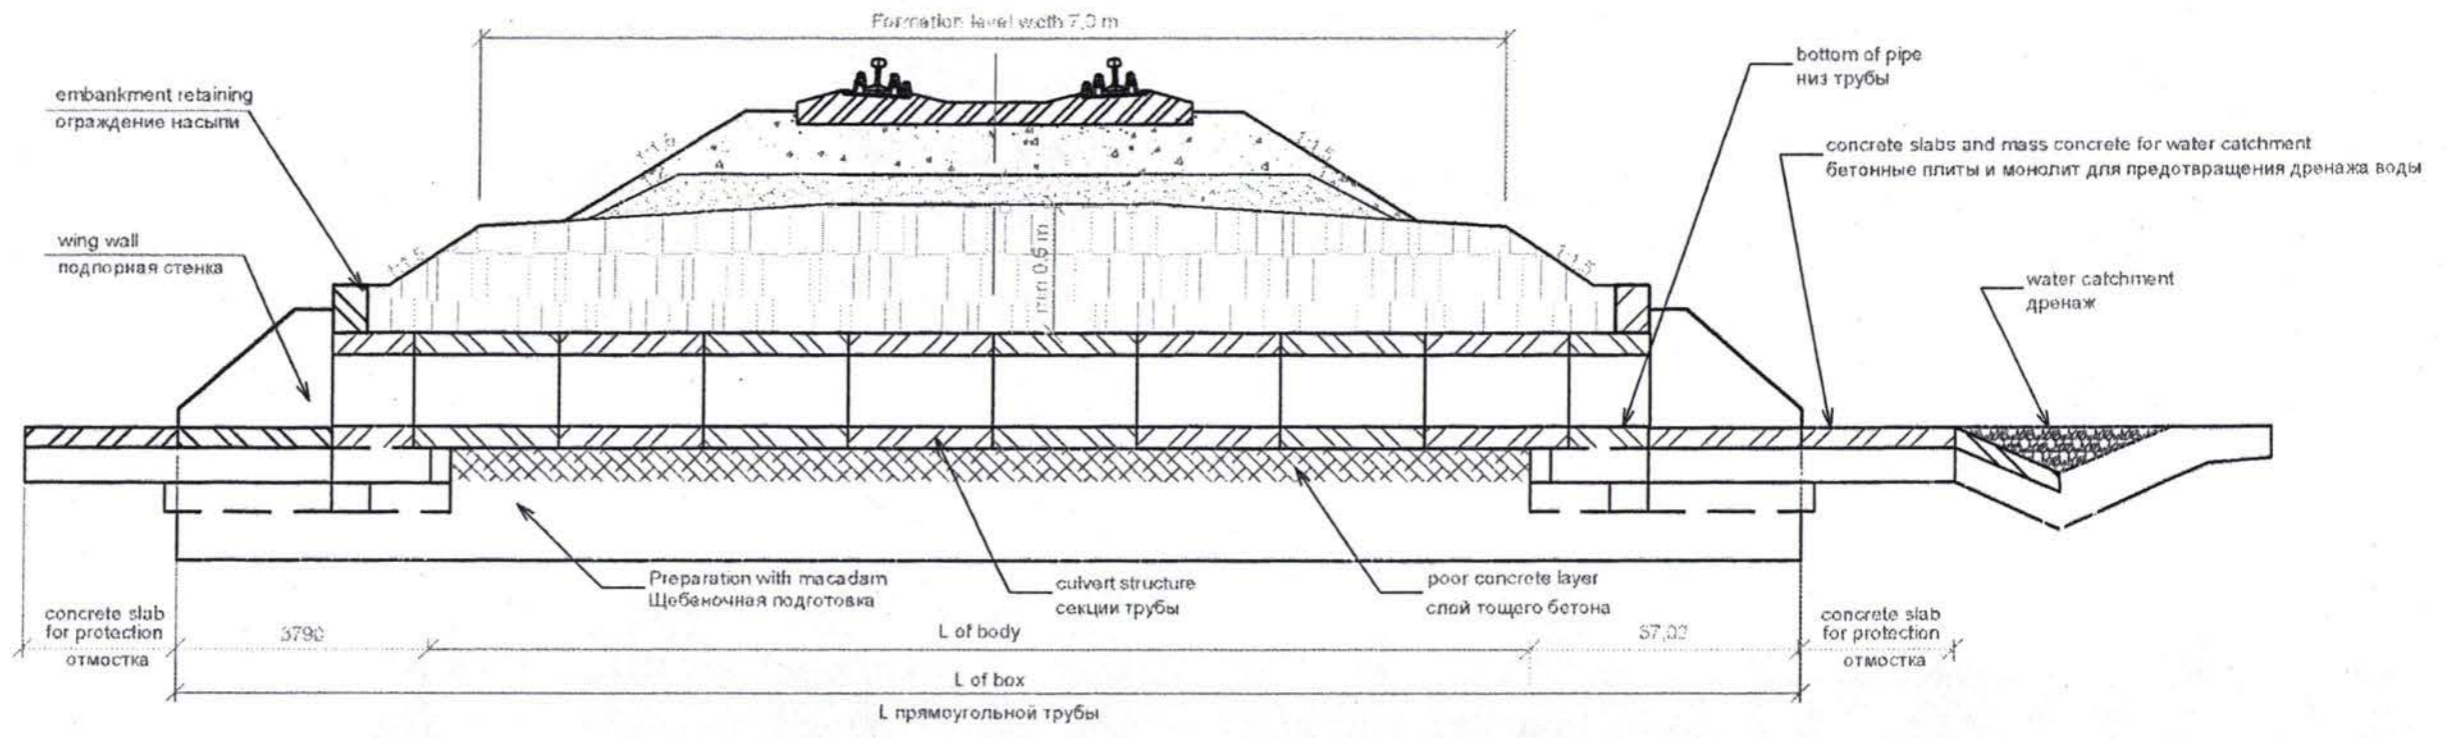 Formation level width 7,0 m
embankment retaining
ограждение насыпи
wing wall
подпорная стенка
1:1,5
1:1,5
1:1,5
1:1,5
min 0,6 m
bottom of pipe
низ трубы
concrete slabs and mass concrete for water catchment
бетонные плиты и монолит для предотвращения дренажа воды
water catchment
дренаж
Preparation with macadam
Щебеночная подготовка
culvert structure
секции трубы
poor concrete layer
слой тощего бетона
concrete slab
for protection
отмостка
3790
L of body
concrete slab
for protection
отмостка
L of box
L прямоугольной трубы